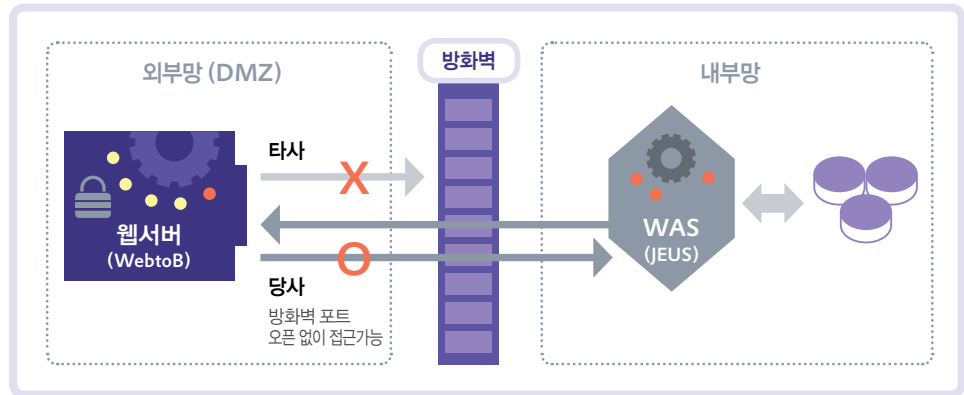 외부망 (DMZ)
방화벽
내부망
타사
X
웹서버
(WebtoB)
O
당사
방화벽 포트
오픈 없이 접근가능
WAS
(JEUS)